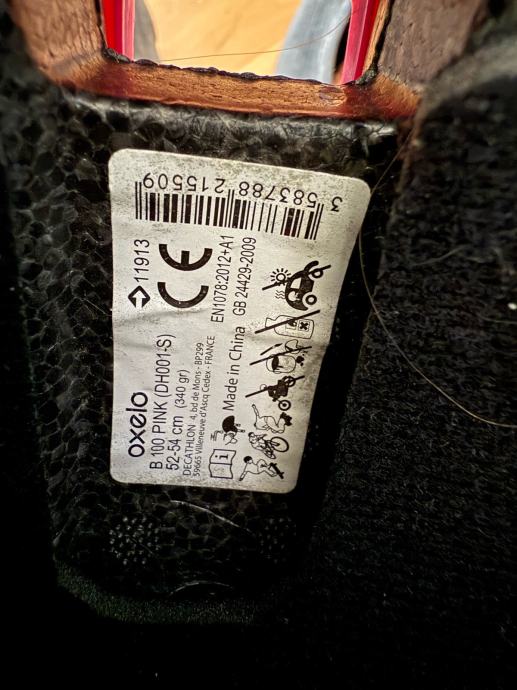 oxelo
B 100 PINK (DH001-S)
52-54 cm (340 gr)
DECATHLON 4, bd de Mons - BP299
59665 Villeneuve d'Ascq Cedex - FRANCE
Made in China
i
11913
CE
EN1078:2012+A1
GB 24429-2009
3 583788 215509